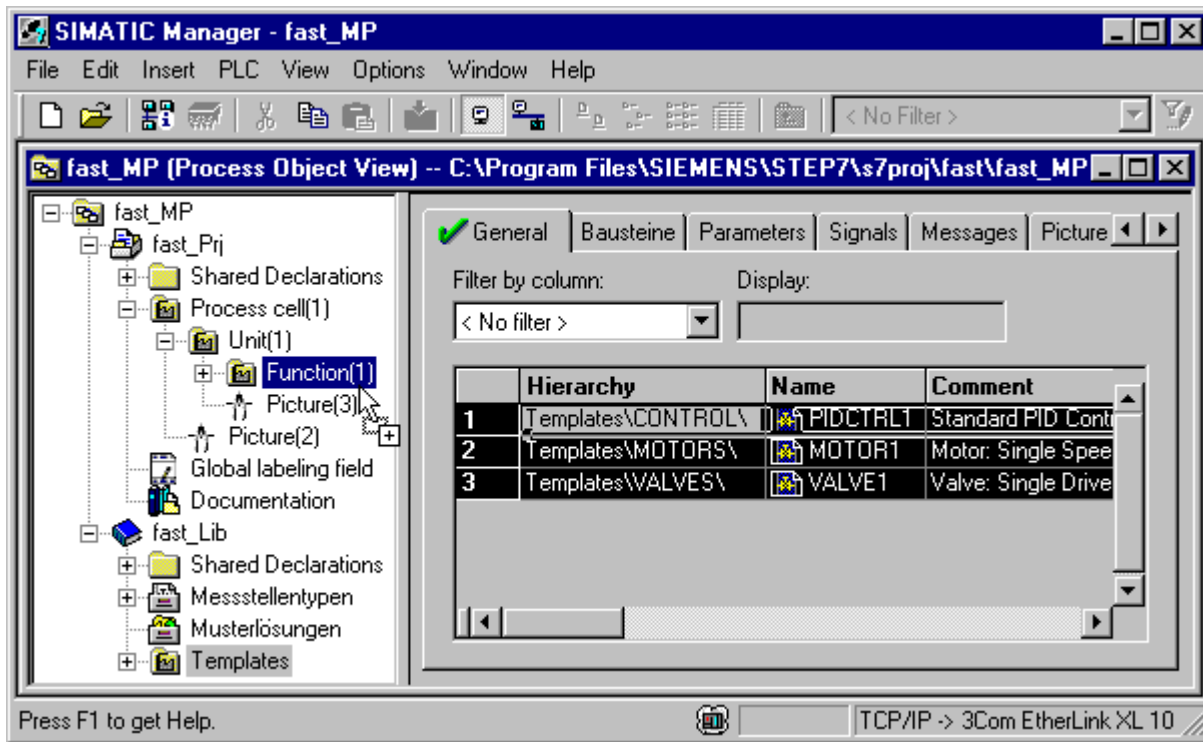 SIMATIC Manager - fast_MP
File Edit Insert PLC View Options Window Help
< No Filter >
fast_MP (Process Object View) -- C:\Program Files\SIEMENS\STEP7\s7proj\fast\fast_MP
fast_MP
fast_Prj
Shared Declarations
Process cell(1)
Unit(1)
Function(1)
Picture(3)
Picture(2)
Global labeling field
Documentation
fast_Lib
Shared Declarations
Messstellentypen
Musterlösungen
Templates
General Bausteine Parameters Signals Messages Picture
Filter by column: Display:
< No filter >
Hierarchy Name Comment
1 Templates\CONTROL\ PIDCTRL1 Standard PID Cont
2 Templates\MOTORS\ MOTOR1 Motor: Single Spee
3 Templates\VALVES\ VALVE1 Valve: Single Drive
Press F1 to get Help. TCP/IP -> 3Com EtherLink XL 10